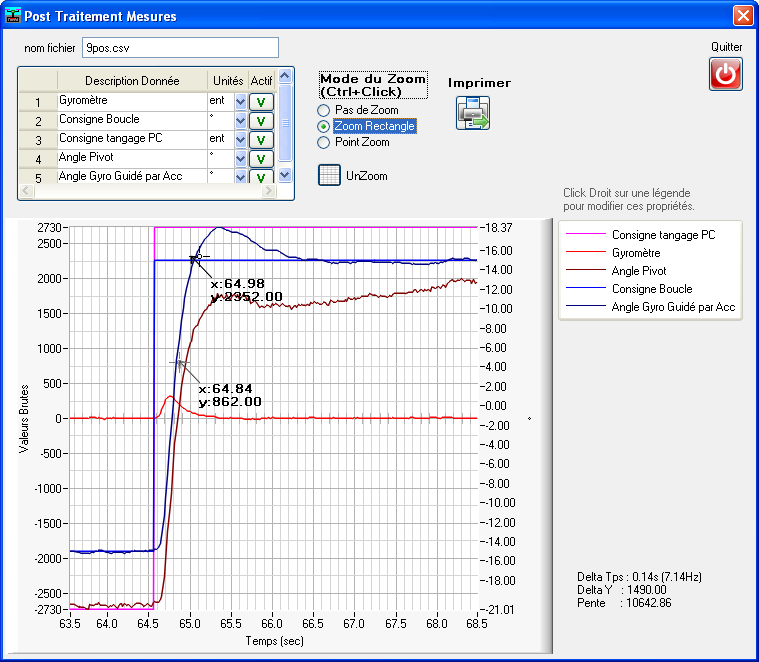 Post Traitement Mesures
nom fichier 9pos.csv
Quitter
Description Donnée Unités Actif
1 Gyromètre ent V
2 Consigne Boucle ° V
3 Consigne tangage PC ent V
4 Angle Pivot ° V
5 Angle Gyro Guidé par Acc ° V
Mode du Zoom
(Ctrl+Click)
Pas de Zoom
Zoom Rectangle
Point Zoom
UnZoom
Imprimer
Click Droit sur une légende
pour modifier ces propriétés.
Consigne tangage PC
Gyromètre
Angle Pivot
Consigne Boucle
Angle Gyro Guidé par Acc
Valeurs Brutes
2730
2500
2000
1500
1000
500
0
-500
-1000
-1500
-2000
-2500
-2730
x:64.98
y:2352.00
x:64.84
y:862.00
-18.37
-16.00
-14.00
-12.00
-10.00
-8.00
-6.00
-4.00
-2.00
-0.00
-2.00
-4.00
-6.00
-8.00
-10.00
-12.00
-14.00
-16.00
-18.00
-21.01
°
63.5 64.0 64.5 65.0 65.5 66.0 66.5 67.0 67.5 68.0 68.5
Temps (sec)
Delta Tps : 0.14s (7.14Hz)
Delta Y : 1490.00
Pente : 10642.86